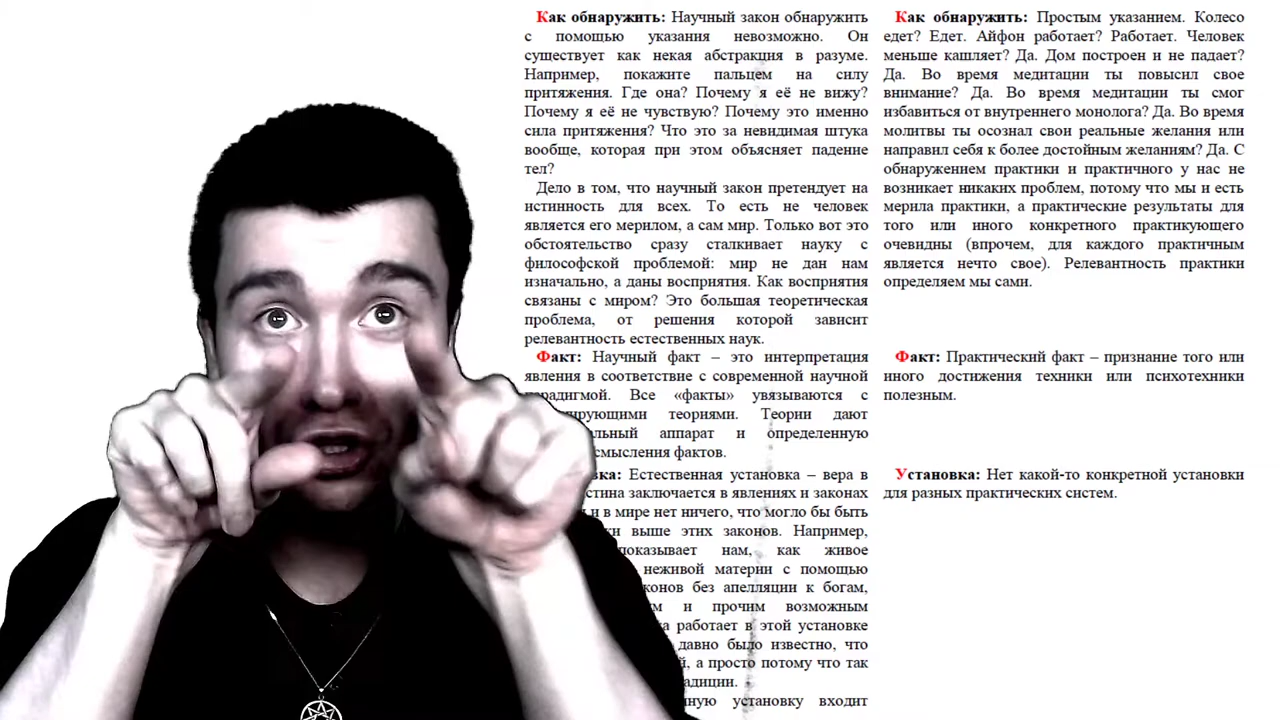 Как обнаружить: Научный закон обнаружить
с помощью указания невозможно. Он
существует как некая абстракция в разуме.
Например, покажите пальцем на силу
притяжения. Где она? Почему я её не вижу?
Почему я её не чувствую? Почему это именно
сила притяжения? Что это за невидимая штука
вообще, которая при этом объясняет падение
тел?
Дело в том, что научный закон претендует на
истинность для всех. То есть не человек
является его мерилом, а сам мир. Только вот это
обстоятельство сразу сталкивает науку с
философской проблемой: мир не дан нам
изначально, а даны восприятия. Как восприятия
связаны с миром? Это большая теоретическая
проблема, от решения которой зависит
релевантность естественных наук.
Факт: Научный факт – это интерпретация
явления в соответствие с современной научной
парадигмой. Все «факты» увязываются с
теориями. Теории дают
аппарат и определенную
смысления фактов.
Естественная установка – вера в
истина заключается в явлениях и законах
и в мире нет ничего, что могло бы быть
выше этих законов. Например,
показывает нам, как живое
неживой материи с помощью
законов без апелляции к богам,
и прочим возможным
работает в этой установке
давно было известно, что
а просто потому что так
установку входит
Как обнаружить: Простым указанием. Колесо
едет? Едет. Айфон работает? Работает. Человек
меньше кашляет? Да. Дом построен и не падает?
Да. Во время медитации ты повысил свое
внимание? Да. Во время медитации ты смог
избавиться от внутреннего монолога? Да. Во время
молитвы ты осознал свои реальные желания или
направил себя к более достойным желаниям? Да. С
обнаружением практики и практичного у нас не
возникает никаких проблем, потому что мы и есть
мерила практики, а практические результаты для
того или иного конкретного практикующего
очевидны (впрочем, для каждого практичным
является нечто свое). Релевантность практики
определяем мы сами.
Факт: Практический факт – признание того или
иного достижения техники или психотехники
полезным.
Установка: Нет какой-то конкретной установки
для разных практических систем.